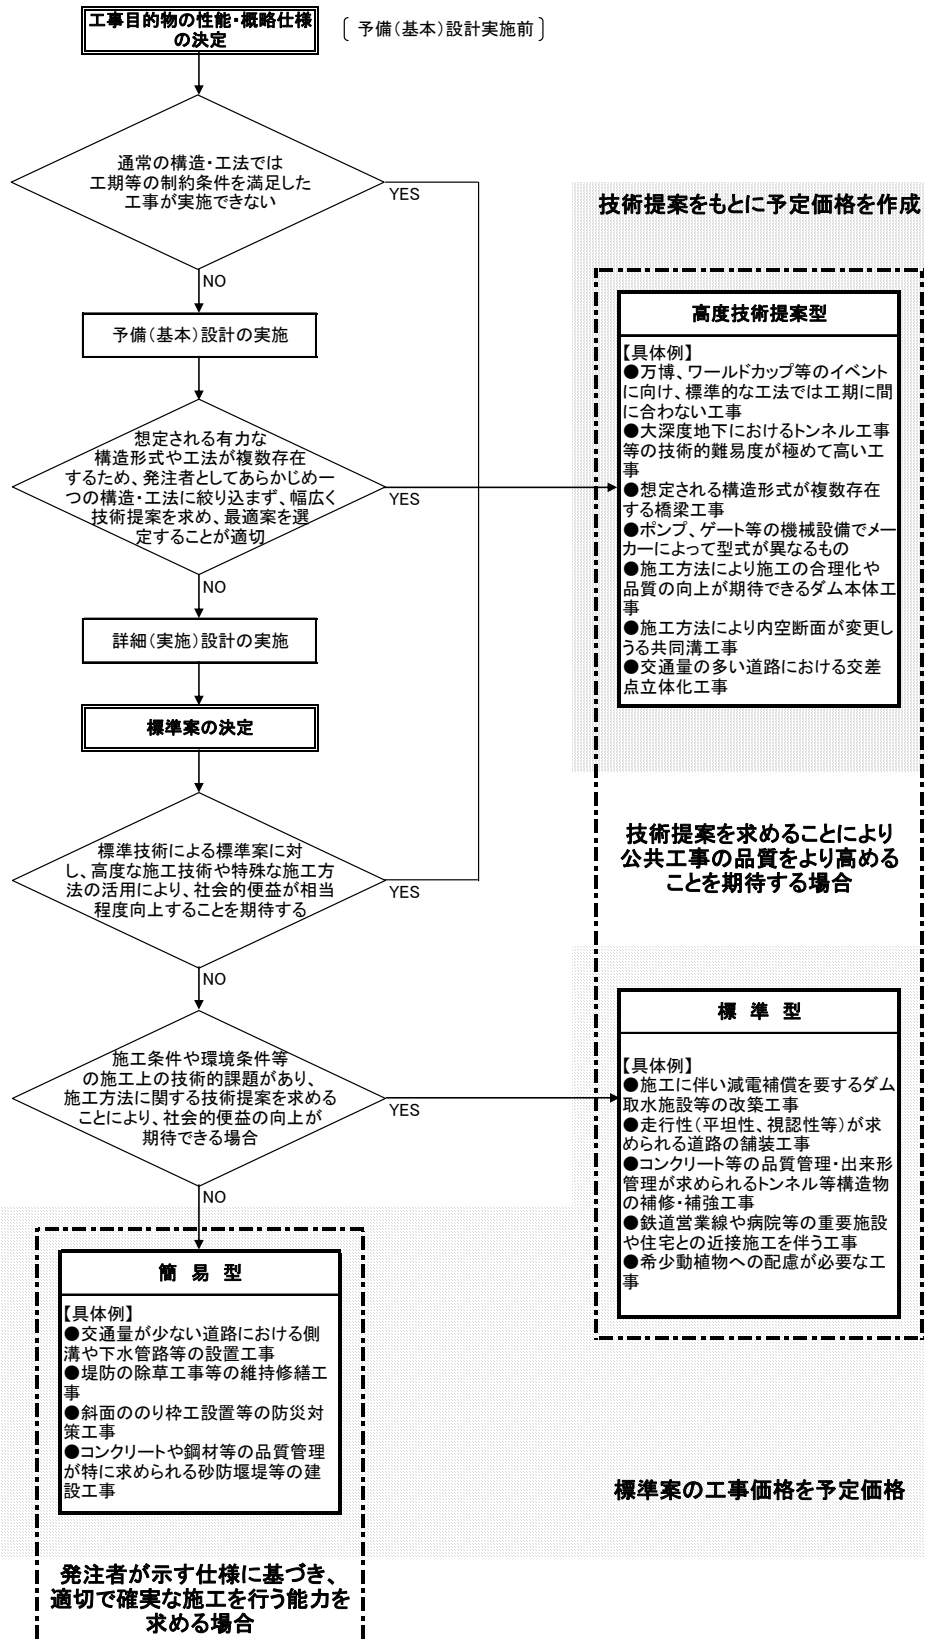 工事目的物の性能・概略仕様
の決定
〔 予備（基本）設計実施前 〕
通常の構造・工法では
工期等の制約条件を満足した
工事が実施できない
YES
NO
予備（基本）設計の実施
想定される有力な
構造形式や工法が複数存在
するため、発注者としてあらかじめ一
つの構造・工法に絞り込まず、幅広く
技術提案を求め、最適案を選
定することが適切
YES
NO
詳細（実施）設計の実施
標準案の決定
標準技術による標準案に対
し、高度な施工技術や特殊な施工方
法の活用により、社会的便益が相当
程度向上することを期待する
YES
NO
施工条件や環境条件等
の施工上の技術的課題があり、
施工方法に関する技術提案を求める
ことにより、社会的便益の向上が
期待できる場合
YES
NO
簡 易 型
【具体例】
●交通量が少ない道路における側
溝や下水管路等の設置工事
●堤防の除草工事等の維持修繕工
事
●斜面ののり枠工設置等の防災対
策工事
●コンクリートや鋼材等の品質管理
が特に求められる砂防堰堤等の建
設工事
発注者が示す仕様に基づき、
適切で確実な施工を行う能力を
求める場合
技術提案をもとに予定価格を作成
高度技術提案型
【具体例】
●万博、ワールドカップ等のイベント
に向け、標準的な工法では工期に間
に合わない工事
●大深度地下におけるトンネル工事
等の技術的難易度が極めて高い工
事
●想定される構造形式が複数存在
する橋梁工事
●ポンプ、ゲート等の機械設備でメー
カーによって型式が異なるもの
●施工方法により施工の合理化や
品質の向上が期待できるダム本体工
事
●施工方法により内空断面が変更し
うる共同溝工事
●交通量の多い道路における交差
点立体化工事
技術提案を求めることにより
公共工事の品質をより高める
ことを期待する場合
標 準 型
【具体例】
●施工に伴い減電補償を要するダム
取水施設等の改築工事
●走行性（平坦性、視認性等）が求
められる道路の舗装工事
●コンクリート等の品質管理・出来形
管理が求められるトンネル等構造物
の補修・補強工事
●鉄道営業線や病院等の重要施設
や住宅との近接施工を伴う工事
●希少動植物への配慮が必要な工
事
標準案の工事価格を予定価格